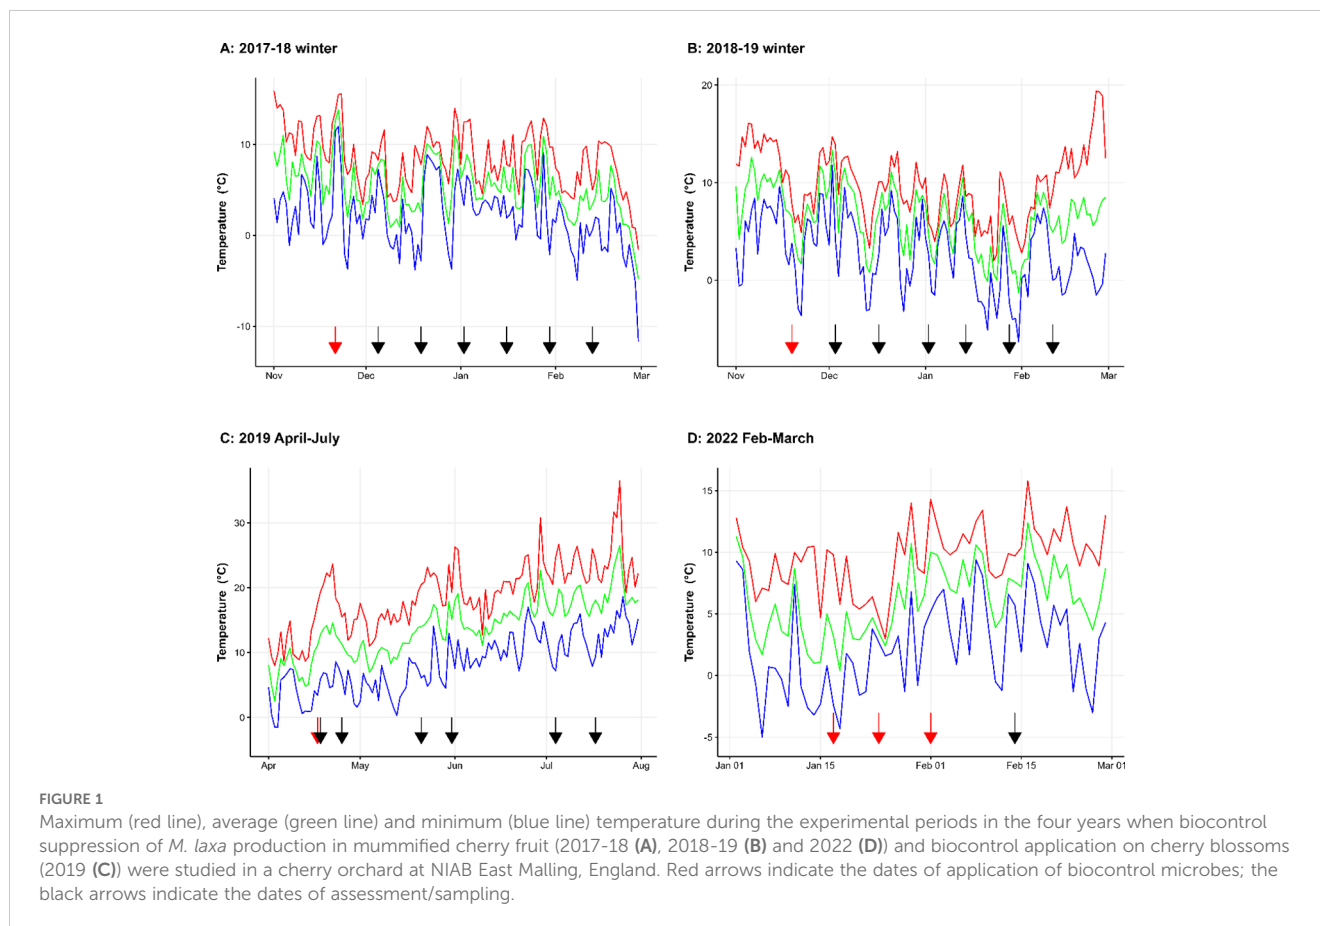 A: 2017-18 winter
Temperature (°C)
10
0
-10
Nov Dec Jan Feb Mar
B: 2018-19 winter
Temperature (°C)
20
10
0
Nov Dec Jan Feb Mar
C: 2019 April-July
Temperature (°C)
30
20
10
0
Apr May Jun Jul Aug
D: 2022 Feb-March
Temperature (°C)
15
10
5
0
-5
Jan 01 Jan 15 Feb 01 Feb 15 Mar 01
FIGURE 1
Maximum (red line), average (green line) and minimum (blue line) temperature during the experimental periods in the four years when biocontrol
suppression of M. laxa production in mummified cherry fruit (2017-18 (A), 2018-19 (B) and 2022 (D)) and biocontrol application on cherry blossoms
(2019 (C)) were studied in a cherry orchard at NIAB East Malling, England. Red arrows indicate the dates of application of biocontrol microbes; the
black arrows indicate the dates of assessment/sampling.